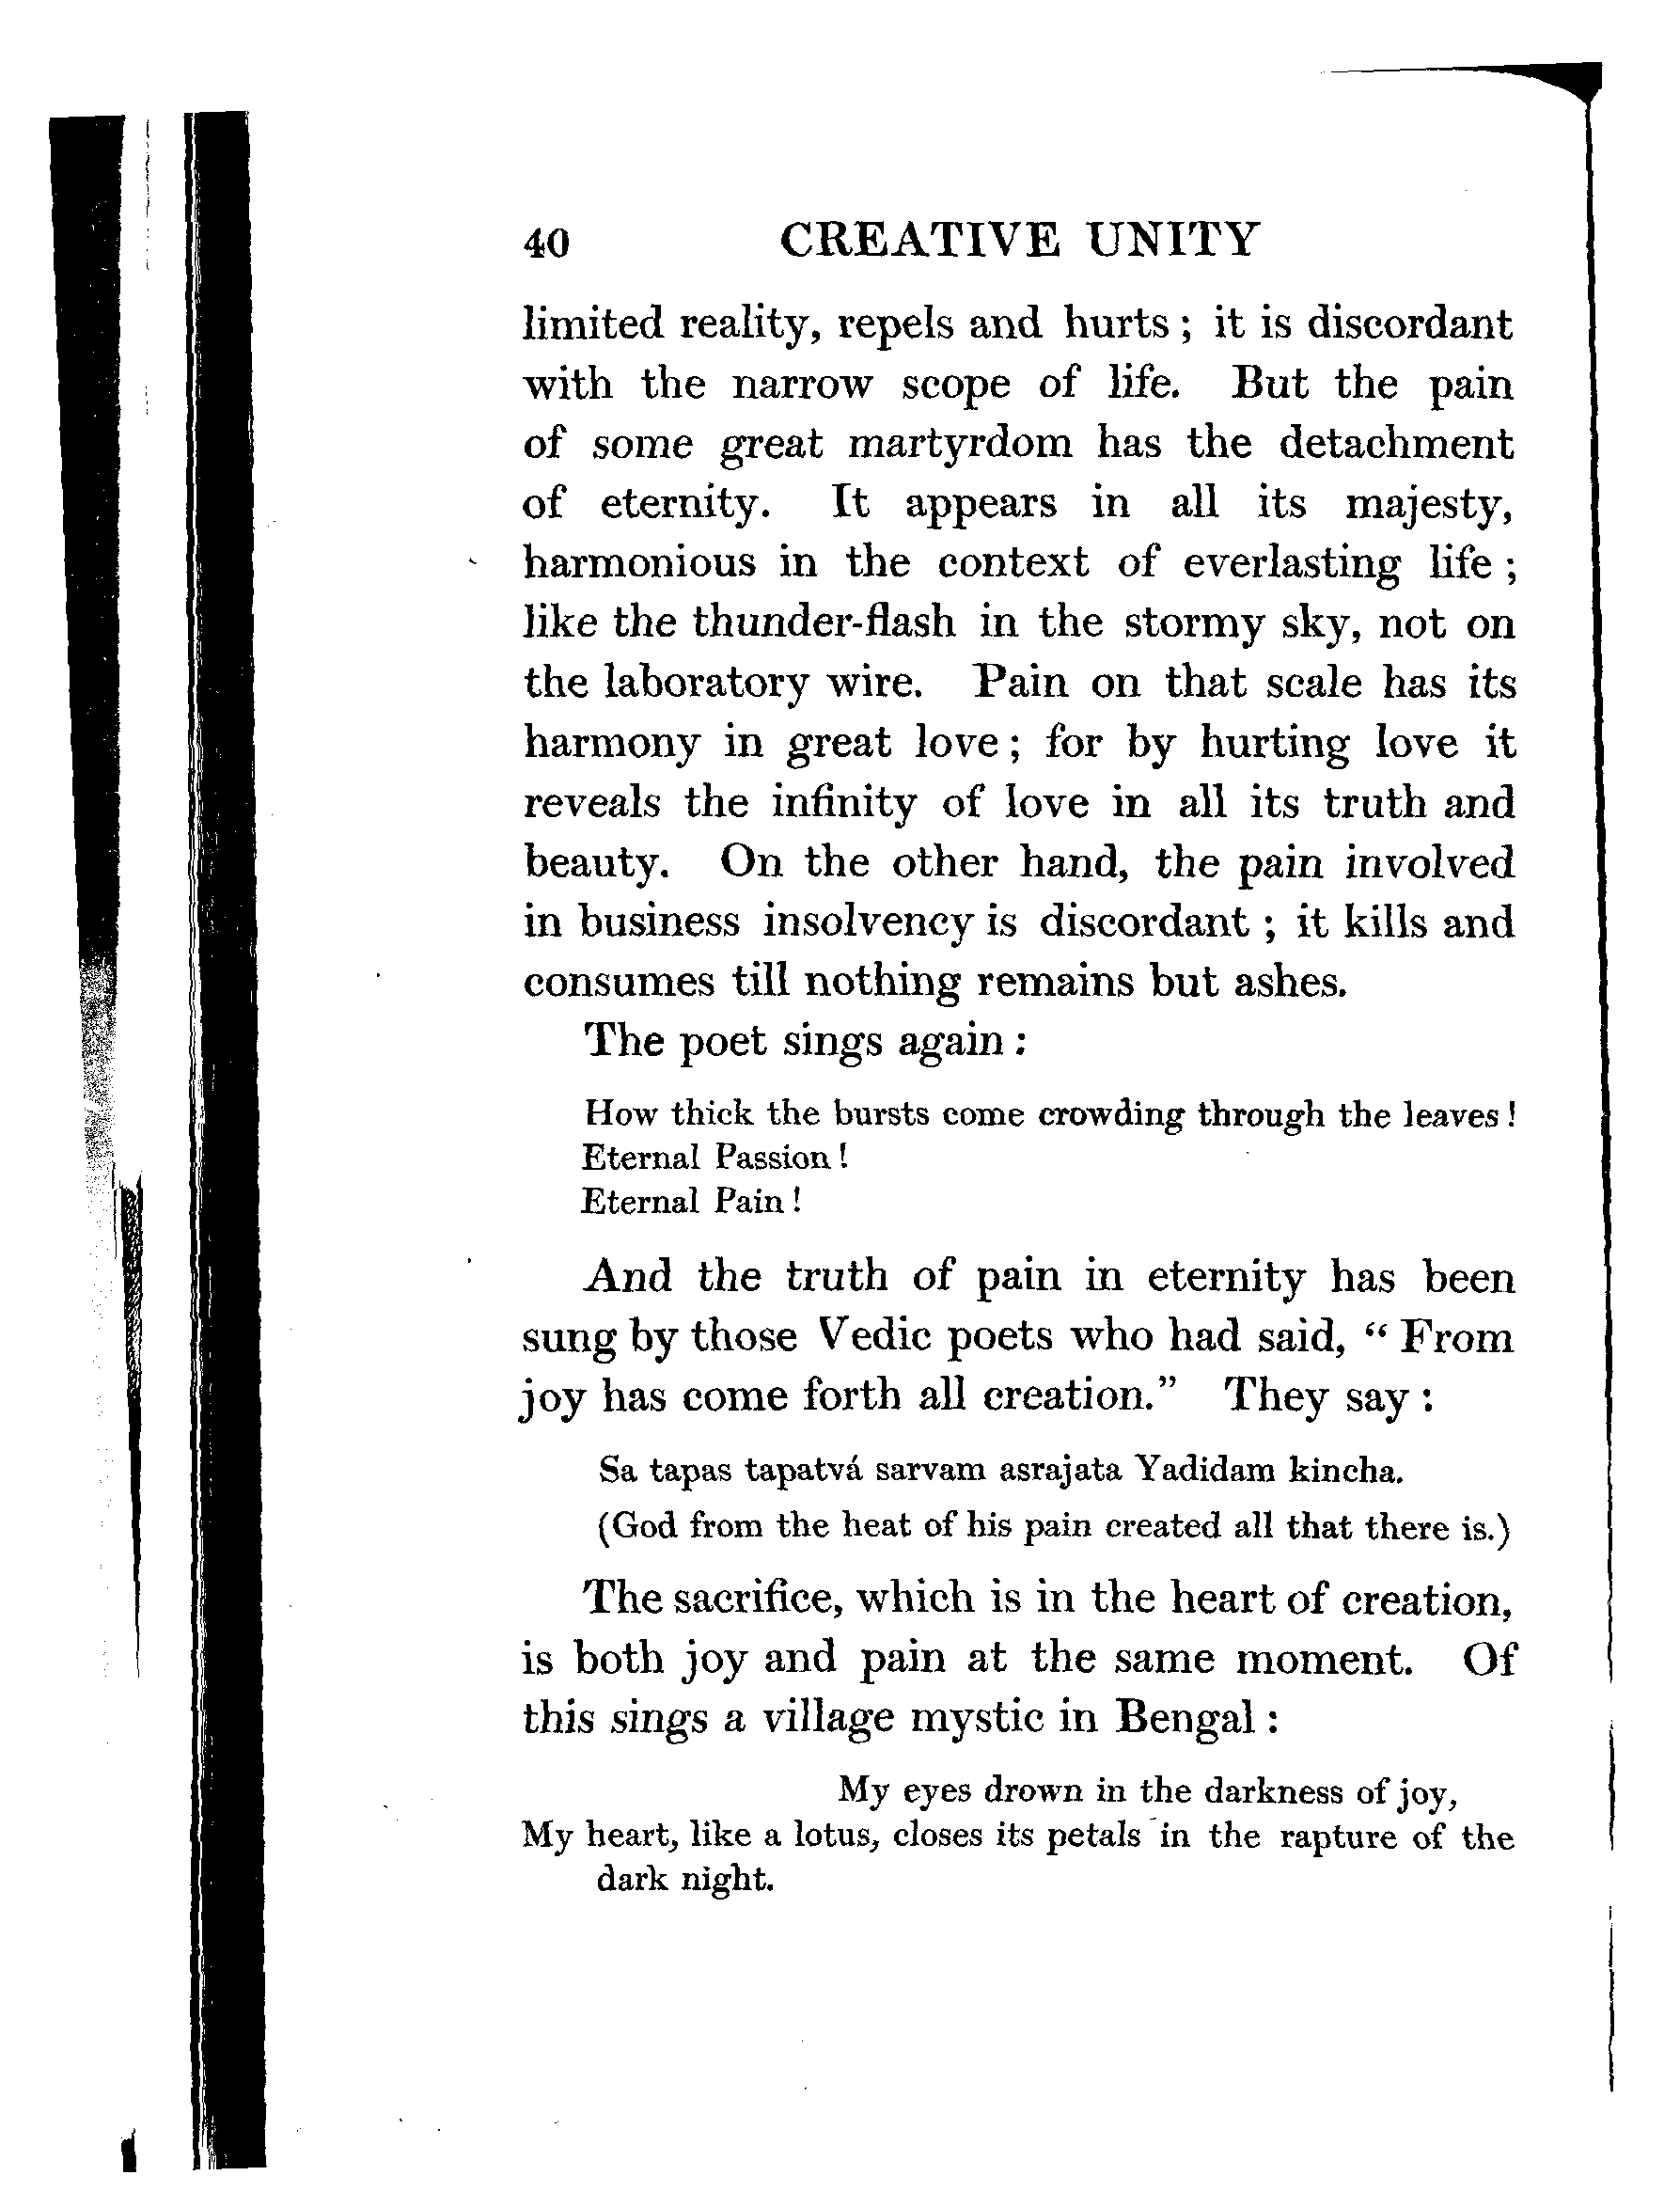 40 CREATIVE UNITY
limited reality, repels and hurts ; it is discordant
with the narrow scope of life. But the pain
of some great martyrdom has the detachment
of eternity. It appears in all its majesty,
harmonious in the context of everlasting life ;
like the thunder-flash in the stormy sky, not on
the laboratory wire. Pain on that scale has its
harmony in great love ; for by hurting love it
reveals the infinity of love in all its truth and
beauty. On the other hand, the pain involved
in business insolvency is discordant ; it kills and
consumes till nothing remains but ashes.
The poet sings again :
How thick the bursts come crowding through the leaves !
Eternal Passion !
Eternal Pain !
And the truth of pain in eternity has been
sung by those Vedic poets who had said, “ From
joy has come forth all creation.” They say :
Sa tapas tapatvá sarvam asrajata Yadidam kincha.
(God from the heat of his pain created all that there is.)
The sacrifice, which is in the heart of creation,
is both joy and pain at the same moment. Of
this sings a village mystic in Bengal :
My eyes drown in the darkness of joy,
My heart, like a lotus, closes its petals in the rapture of the
dark night.